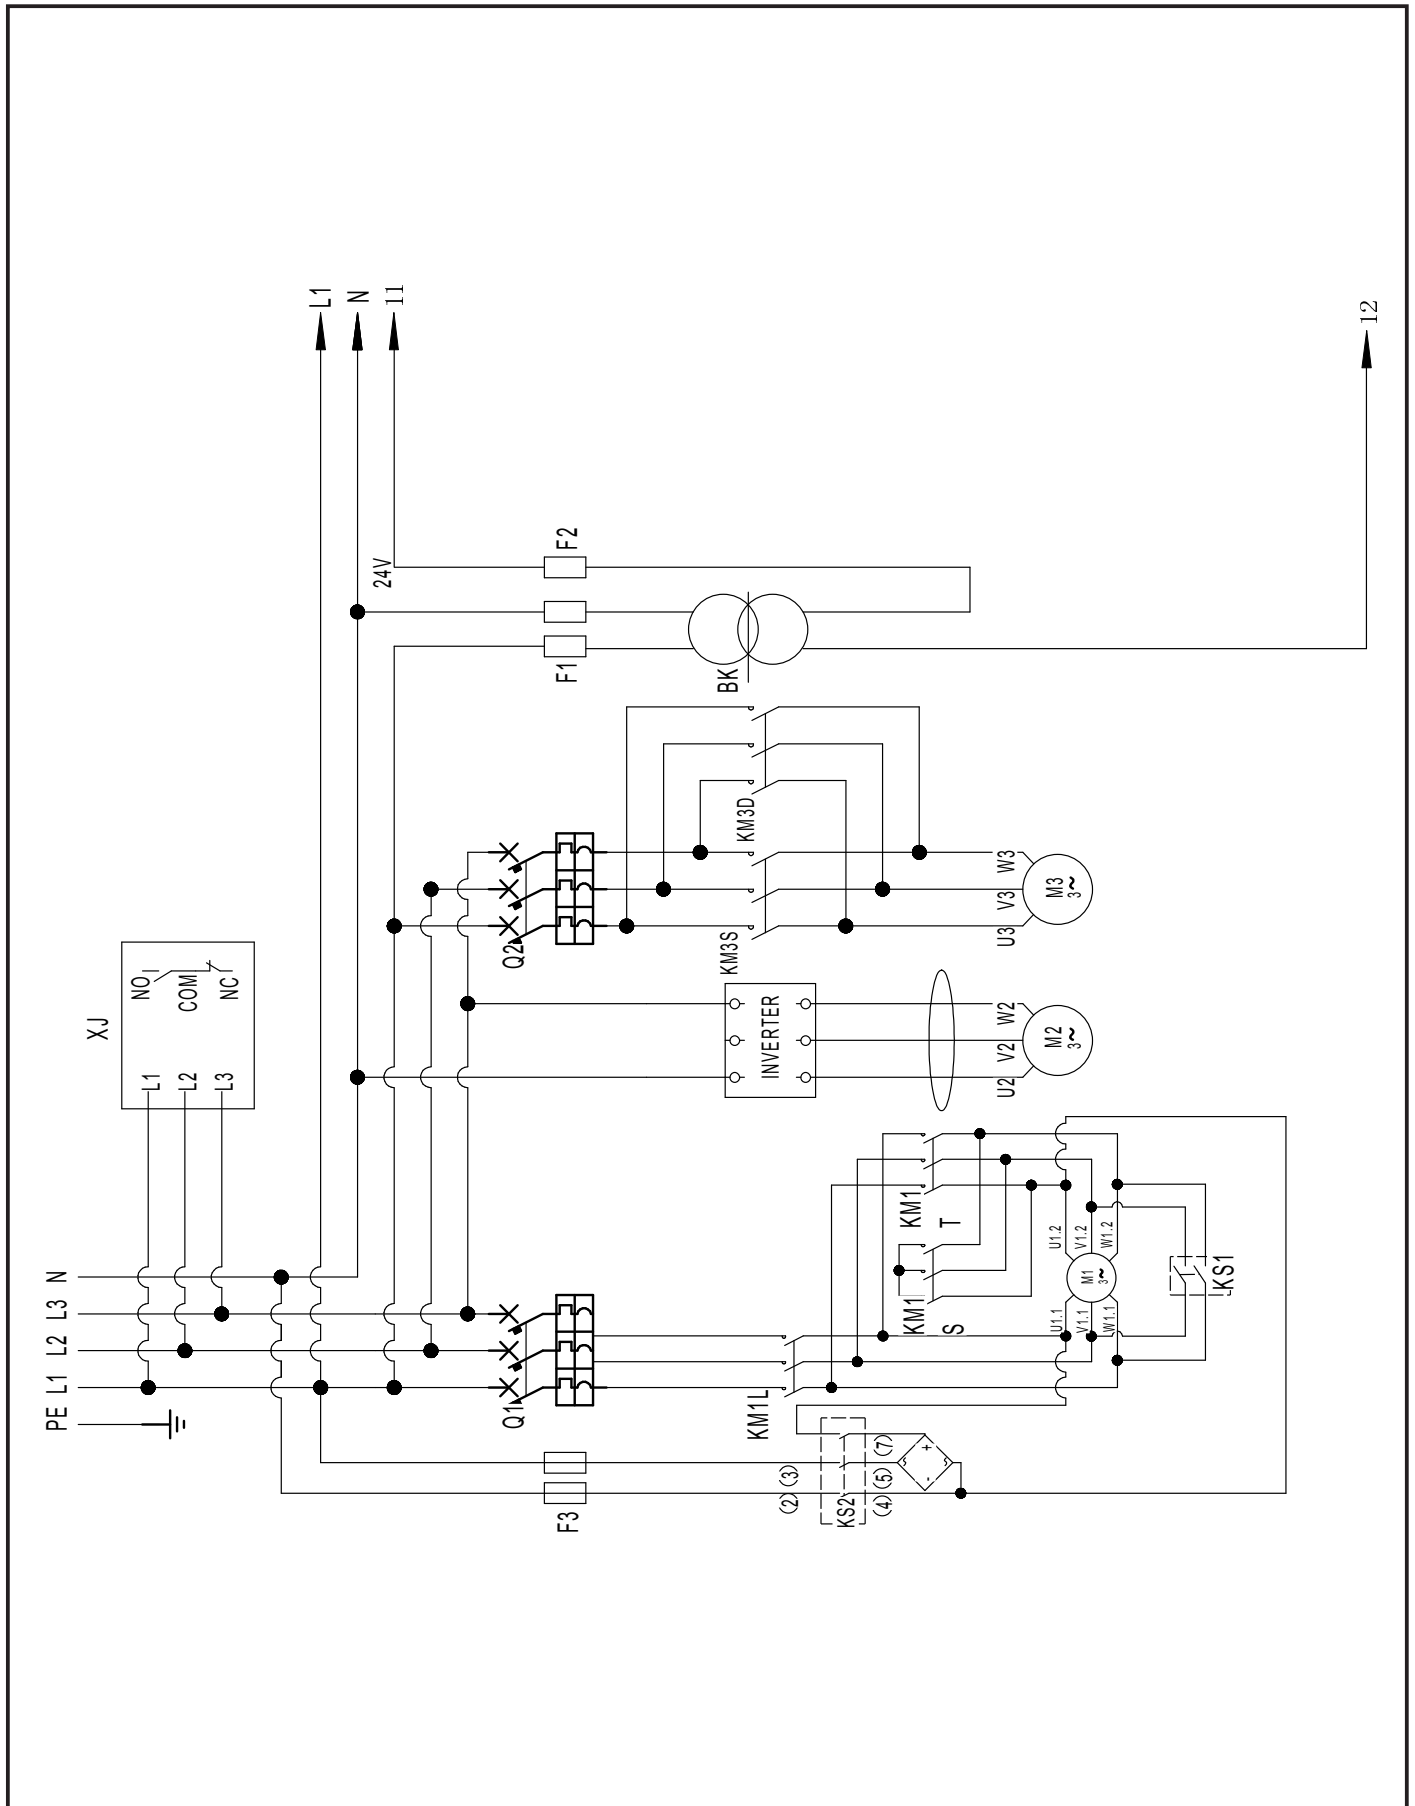 L1
N
11
12
24V
F2
F1
BK
XJ
NO
COM
NC
L1
L2
L3
Q2
KM3D
KM3S
W3
V3
U3
M3
3~
INVERTER
W2
V2
U2
M2
3~
N
L3
L2
L1
PE
Q1
KM1
T
KM1
S
KM1L
U1.2
V1.2
W1.2
M1
3~
U1.1
V1.1
W1.1
KS1
F3
(2)
(3)
KS2
(4)
(5)
(7)
+
-
~
~